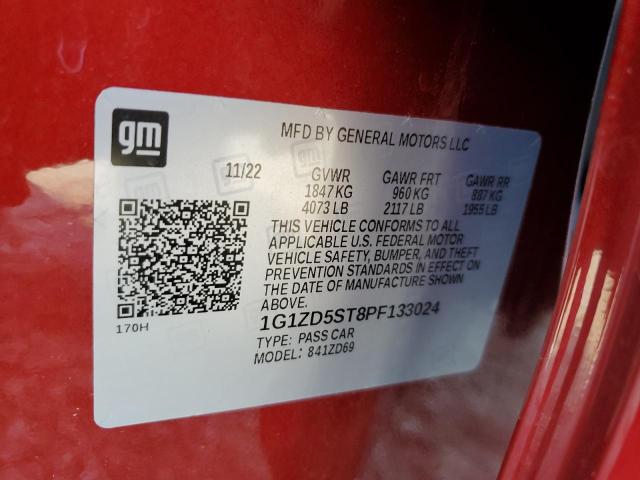 gm
MFD BY GENERAL MOTORS LLC
11/22 GVWR GAWR FRT GAWR RR
1847 KG 960 KG 887 KG
4073 LB 2117 LB 1955 LB
THIS VEHICLE CONFORMS TO ALL
APPLICABLE U.S. FEDERAL MOTOR
VEHICLE SAFETY, BUMPER, AND THEFT
PREVENTION STANDARDS IN EFFECT ON
THE DATE OF MANUFACTURE SHOWN
ABOVE.
170H
1G1ZD5ST8PF133024
TYPE: PASS CAR
MODEL: 841ZD69